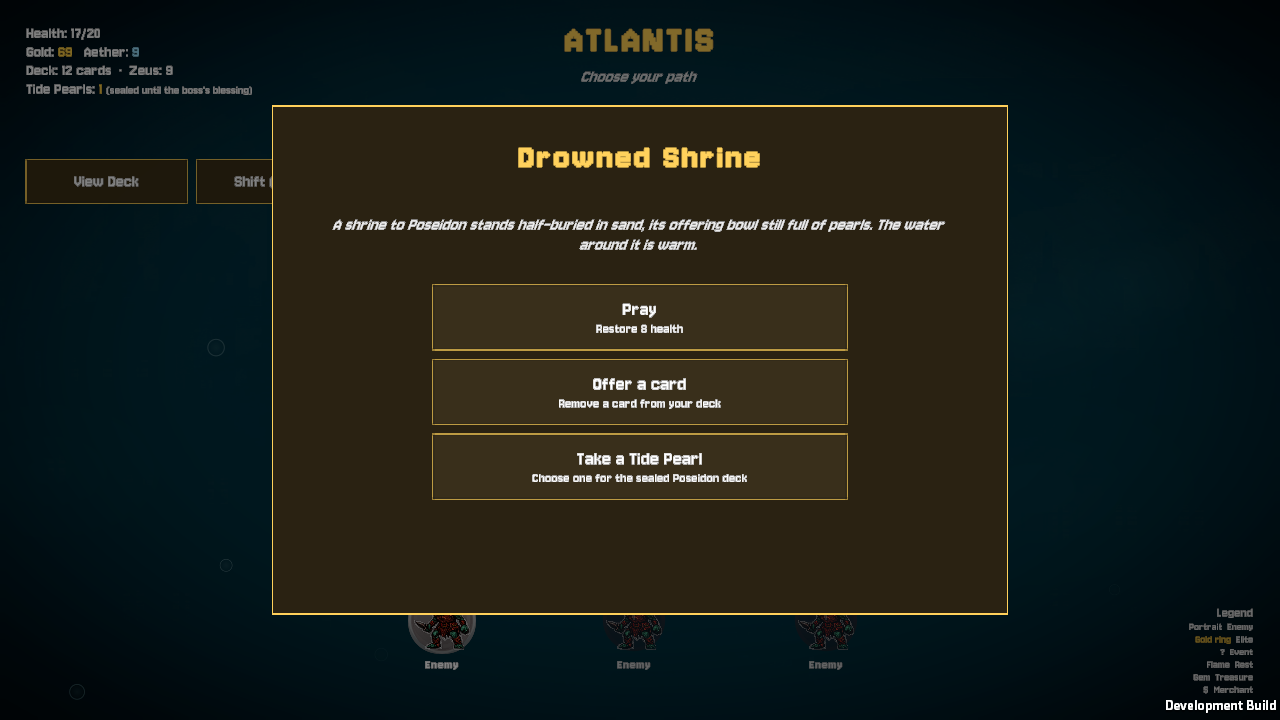 Health: 17/20
Gold: 69 Aether: 9
Deck: 12 cards · Zeus: 9
Tide Pearls: 1 (sealed until the boss's blessing)
ATLANTIS
Choose your path
View Deck
Shift
Drowned Shrine
A shrine to Poseidon stands half-buried in sand, its offering bowl still full of pearls. The water
around it is warm.
Pray
Restore 8 health
Offer a card
Remove a card from your deck
Take a Tide Pearl
Choose one for the sealed Poseidon deck
Enemy
Enemy
Enemy
Legend
Portrait Enemy
Gold ring Elite
? Event
Flame Rest
Gem Treasure
$ Merchant
Development Build